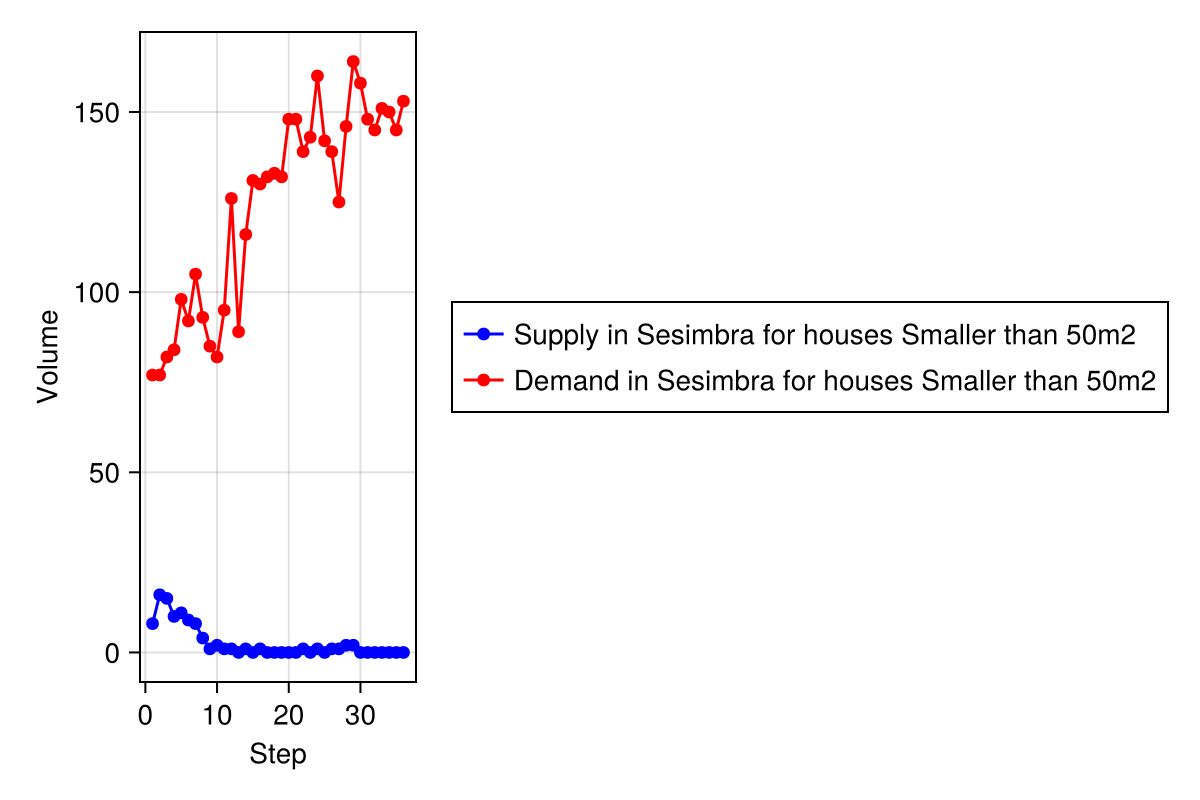 Volume
150
100
50
0
0 10 20 30
Step
Supply in Sesimbra for houses Smaller than 50m2
Demand in Sesimbra for houses Smaller than 50m2